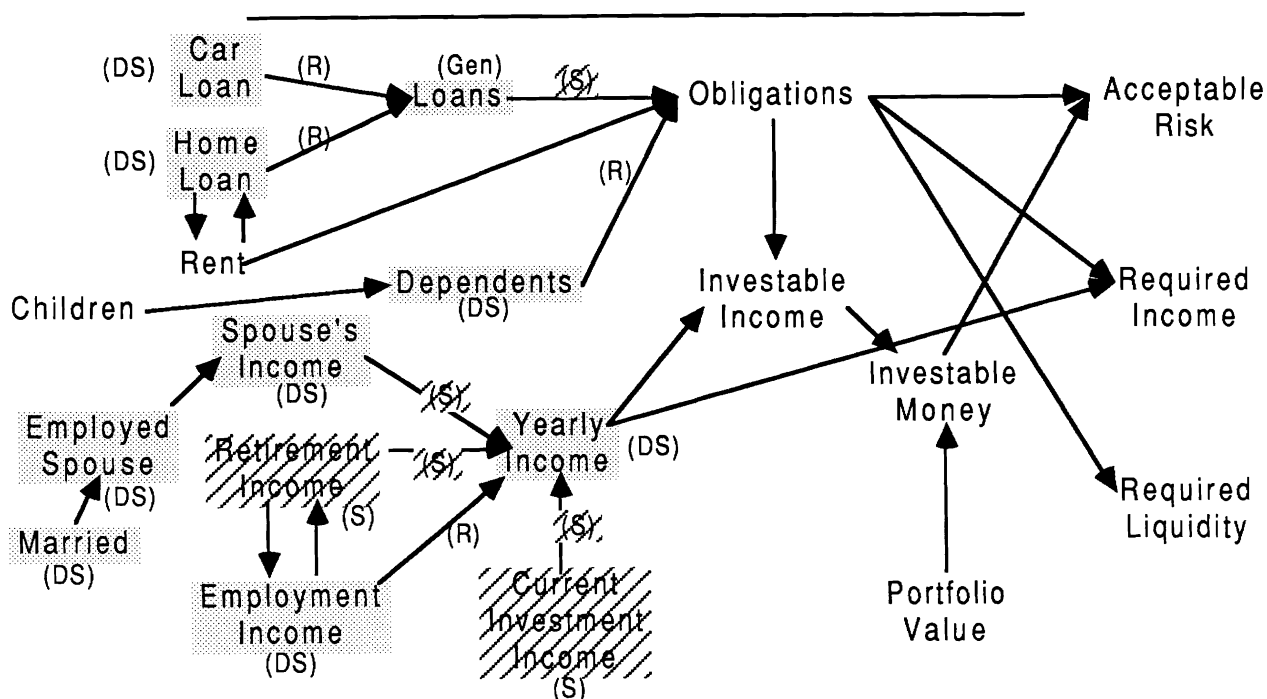 (DS)
Car
Loan
(R)
(Gen)
Loans
(S)
Obligations
Acceptable
Risk
(DS)
Home
Loan
(R)
(R)
Rent
Children
Dependents
(DS)
Investable
Income
Required
Income
Spouse's
Income
(DS)
(S)
Investable
Money
Employed
Spouse
(DS)
Retirement
Income
(S)
(S)
Yearly
Income
(DS)
Required
Liquidity
Married
(DS)
(R)
(S)
Employment
Income
(DS)
Current
Investment
Income
(S)
Portfolio
Value